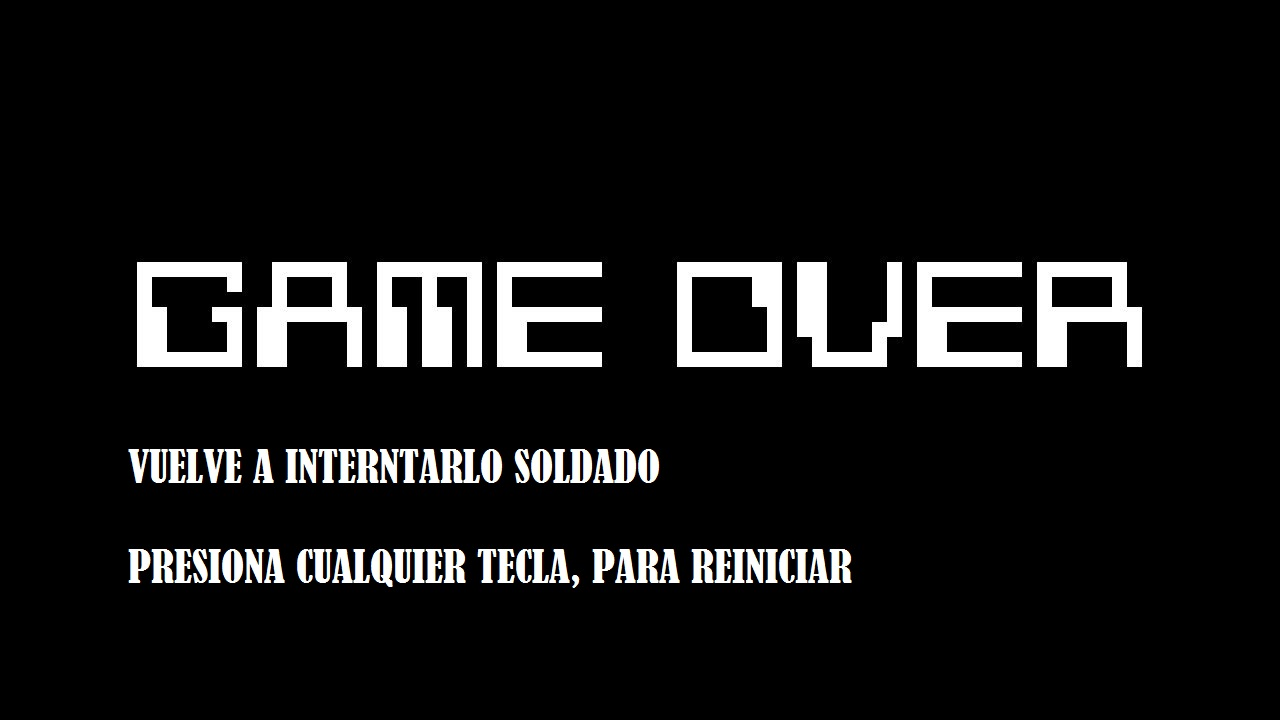 GAME OVER
VUELVE A INTERNTARLO SOLDADO
PRESIONA CUALQUIER TECLA, PARA REINICIAR